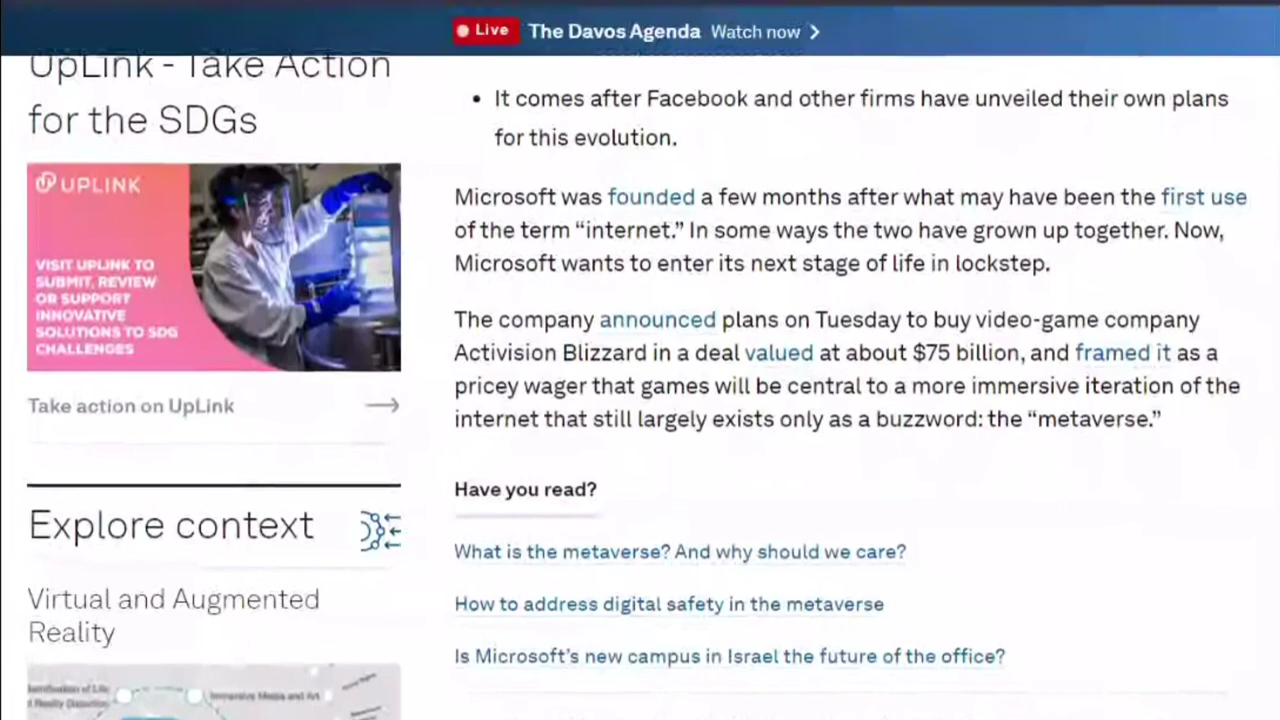 Live The Davos Agenda Watch now
UpLink - Take Action
for the SDGs
UPLINK
VISIT UPLINK TO
SUBMIT, REVIEW
OR SUPPORT
INNOVATIVE
SOLUTIONS TO SDG
CHALLENGES
Take action on UpLink
Explore context
Virtual and Augmented
Reality
Immersive Media and Art
• It comes after Facebook and other firms have unveiled their own plans
for this evolution.
Microsoft was founded a few months after what may have been the first use
of the term “internet.” In some ways the two have grown up together. Now,
Microsoft wants to enter its next stage of life in lockstep.
The company announced plans on Tuesday to buy video-game company
Activision Blizzard in a deal valued at about $75 billion, and framed it as a
pricey wager that games will be central to a more immersive iteration of the
internet that still largely exists only as a buzzword: the “metaverse.”
Have you read?
What is the metaverse? And why should we care?
How to address digital safety in the metaverse
Is Microsoft’s new campus in Israel the future of the office?